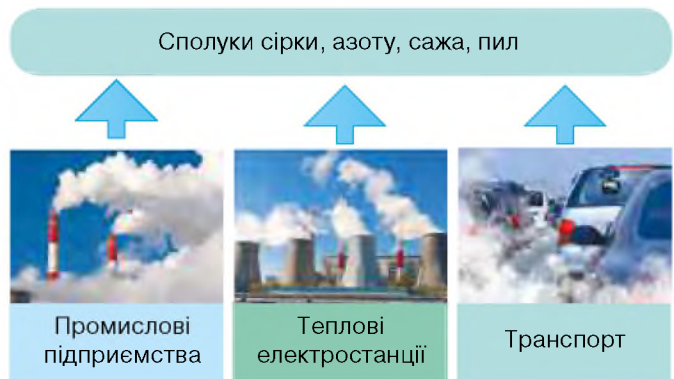 Сполуки сірки, азоту, сажа, пил
Промислові
підприємства
Теплові
електростанції
Транспорт